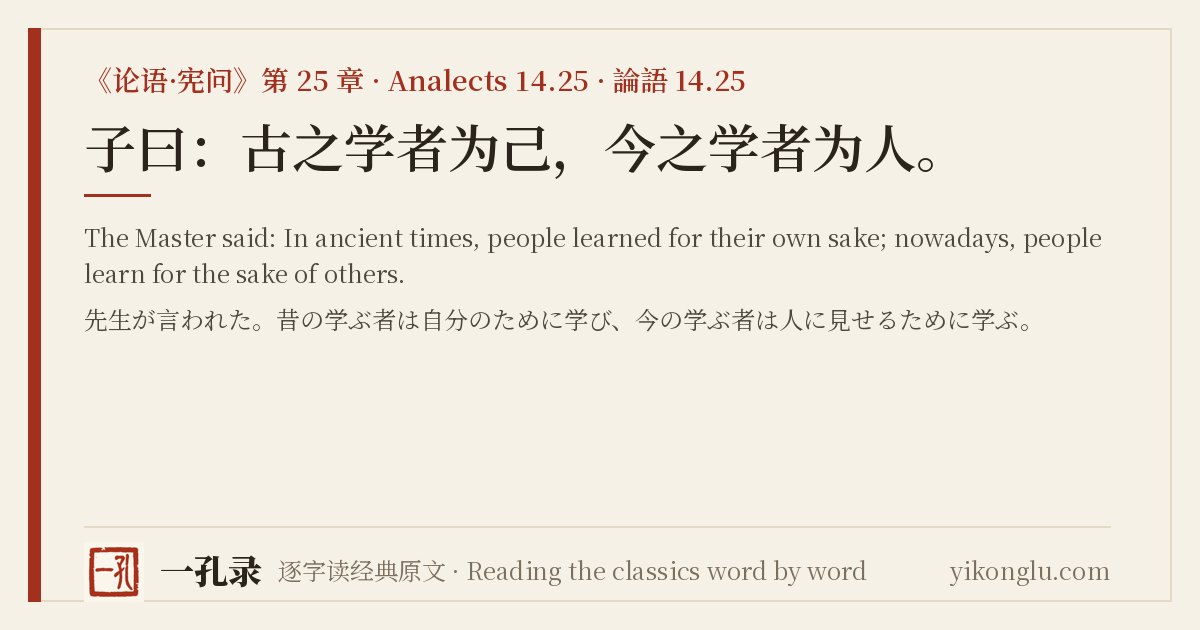 《论语·宪问》第 25 章 · Analects 14.25 · 論語 14.25
子曰：古之学者为己，今之学者为人。
The Master said: In ancient times, people learned for their own sake; nowadays, people
learn for the sake of others.
先生が言われた。昔の学ぶ者は自分のために学び、今の学ぶ者は人に見せるために学ぶ。
一孔
一孔录 逐字读经典原文 · Reading the classics word by word yikonglu.com